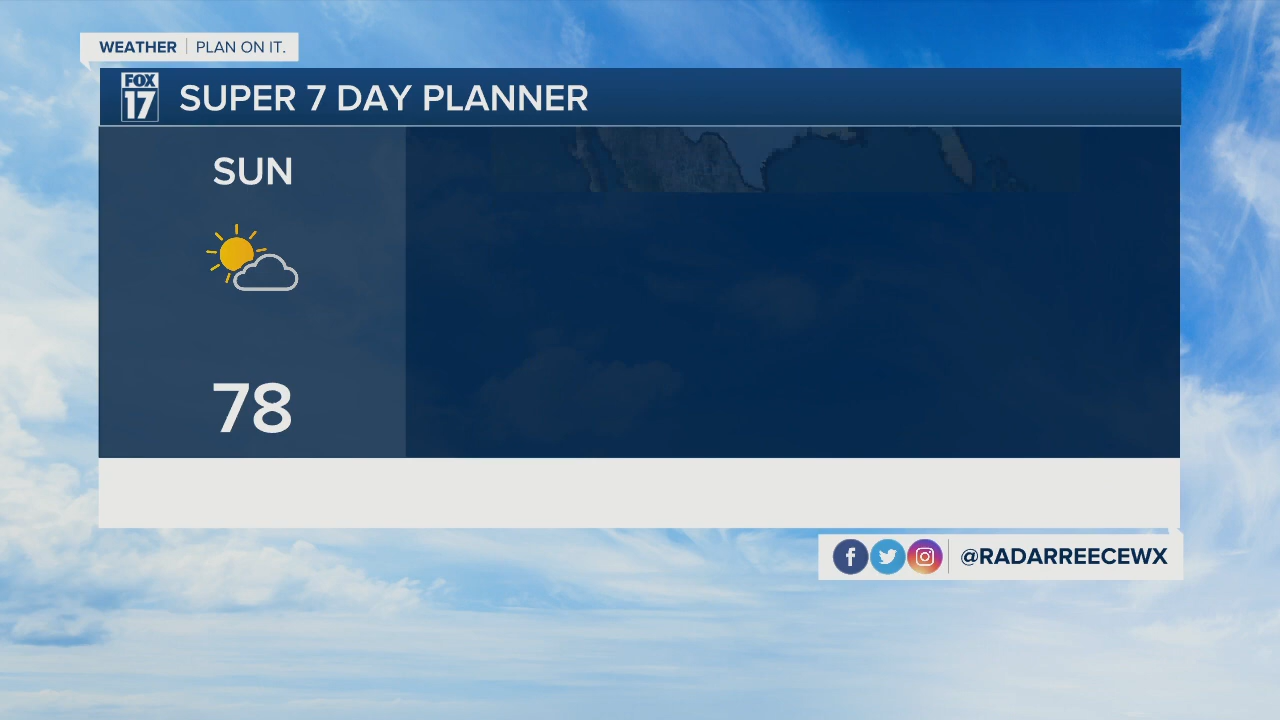 WEATHER | PLAN ON IT.
FOX
17
SUPER 7 DAY PLANNER
SUN
78
@RADARREECEWX